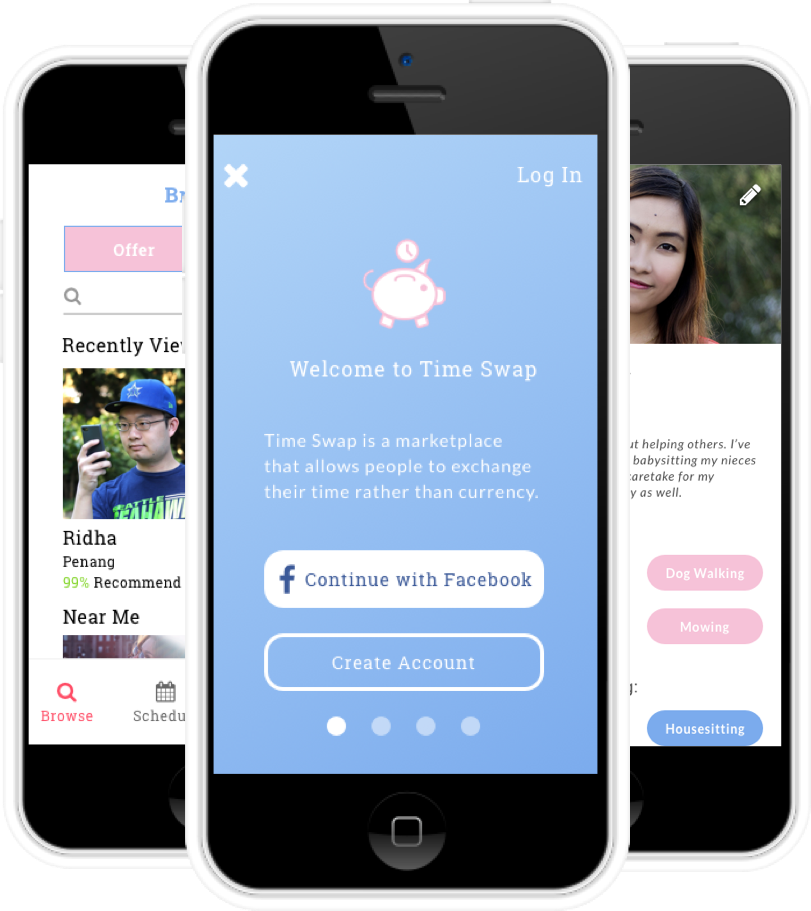 Offer
Recently Vie
Ridha
Penang
99% Recommend
Near Me
Browse
Schedu
Log In
Welcome to Time Swap
Time Swap is a marketplace
that allows people to exchange
their time rather than currency.
Continue with Facebook
Create Account
helping others. I've
babysitting my nieces
for my
as well.
Dog Walking
Mowing
Housesitting